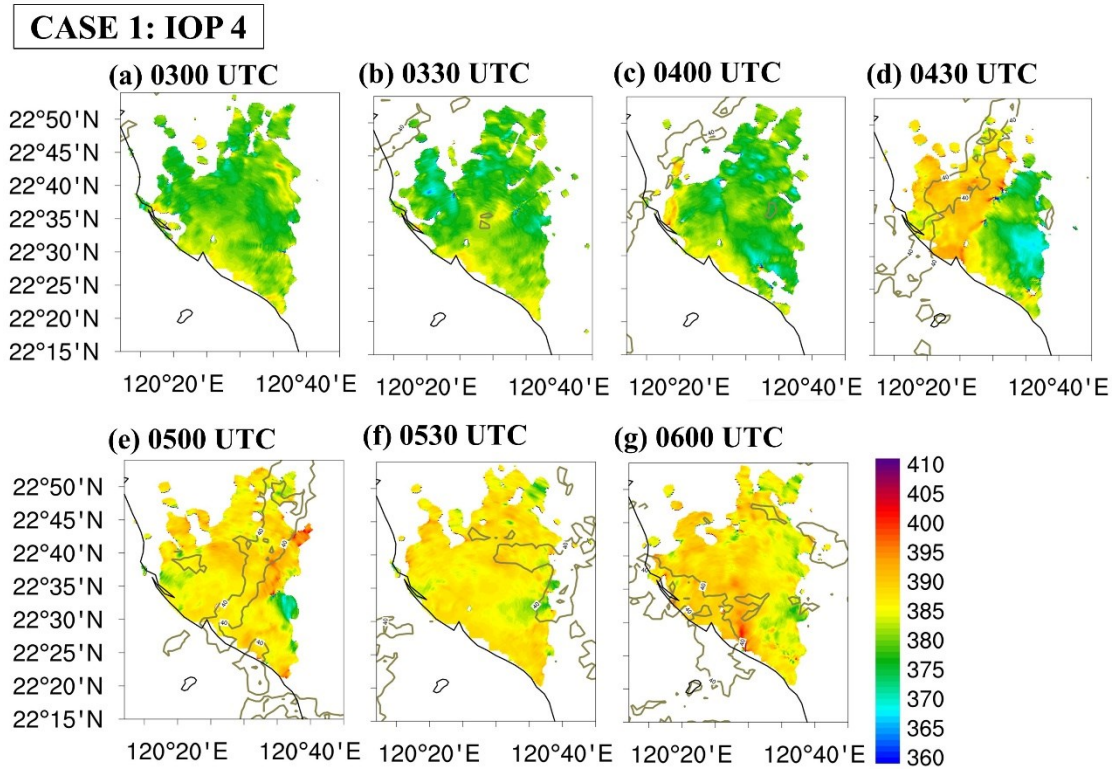 CASE 1: IOP 4
(a) 0300 UTC
(b) 0330 UTC
(c) 0400 UTC
(d) 0430 UTC
22°50'N
22°45'N
22°40'N
22°35'N
22°30'N
22°25'N
22°20'N
22°15'N
120°20'E 120°40'E
120°20'E 120°40'E
120°20'E 120°40'E
120°20'E 120°40'E
(e) 0500 UTC
(f) 0530 UTC
(g) 0600 UTC
22°50'N
22°45'N
22°40'N
22°35'N
22°30'N
22°25'N
22°20'N
22°15'N
120°20'E 120°40'E
120°20'E 120°40'E
120°20'E 120°40'E
410
405
400
395
390
385
380
375
370
365
360